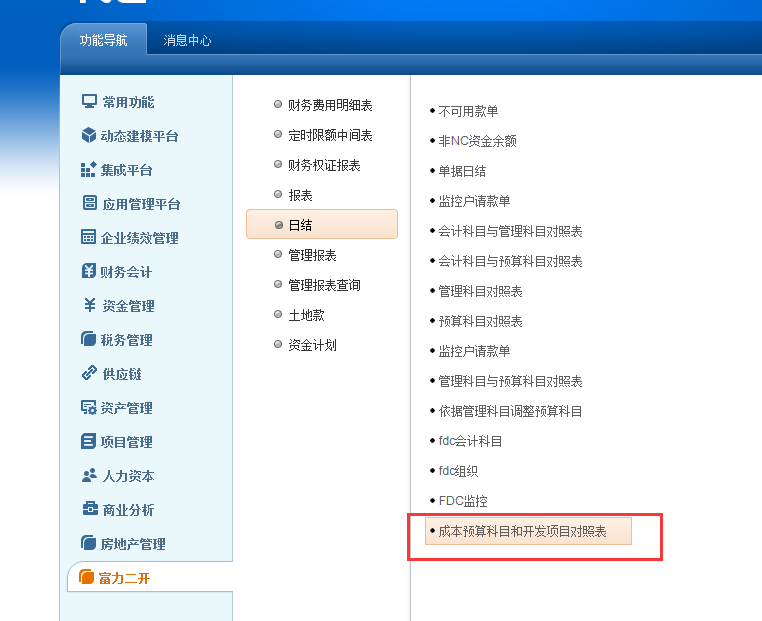 功能导航
消息中心
常用功能
动态建模平台
集成平台
应用管理平台
企业绩效管理
财务会计
资金管理
税务管理
供应链
资产管理
项目管理
人力资本
商业分析
房地产管理
富力二开
财务费用明细表
定时限额中间表
财务权证报表
报表
日结
管理报表
管理报表查询
土地款
资金计划
不可用款单
非NC资金余额
单据日结
监控户请款单
会计科目与管理科目对照表
会计科目与预算科目对照表
管理科目对照表
预算科目对照表
监控户请款单
管理科目与预算科目对照表
依据管理科目调整预算科目
fdc会计科目
fdc组织
FDC监控
成本预算科目和开发项目对照表